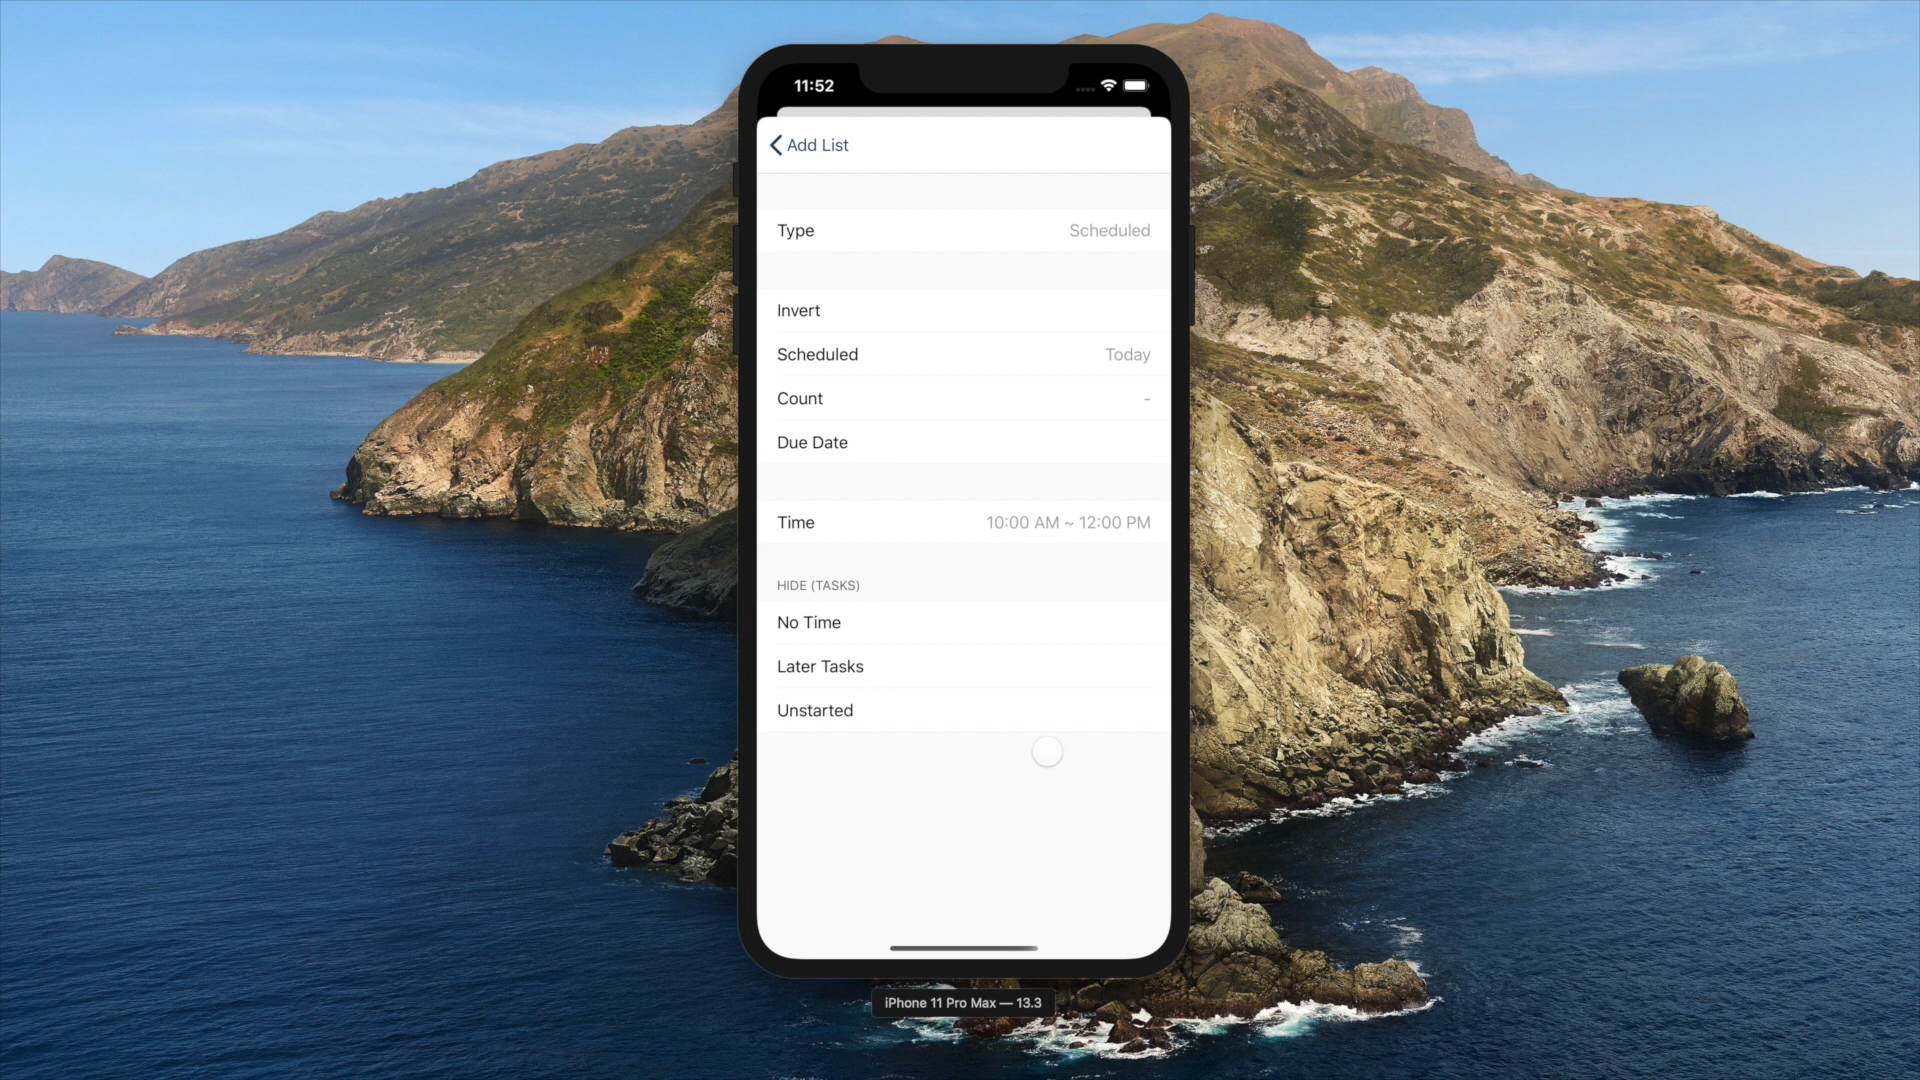 11:52
Add List
Type Scheduled
Invert
Scheduled Today
Count -
Due Date
Time 10:00 AM ~ 12:00 PM
HIDE (TASKS)
No Time
Later Tasks
Unstarted
iPhone 11 Pro Max — 13.3